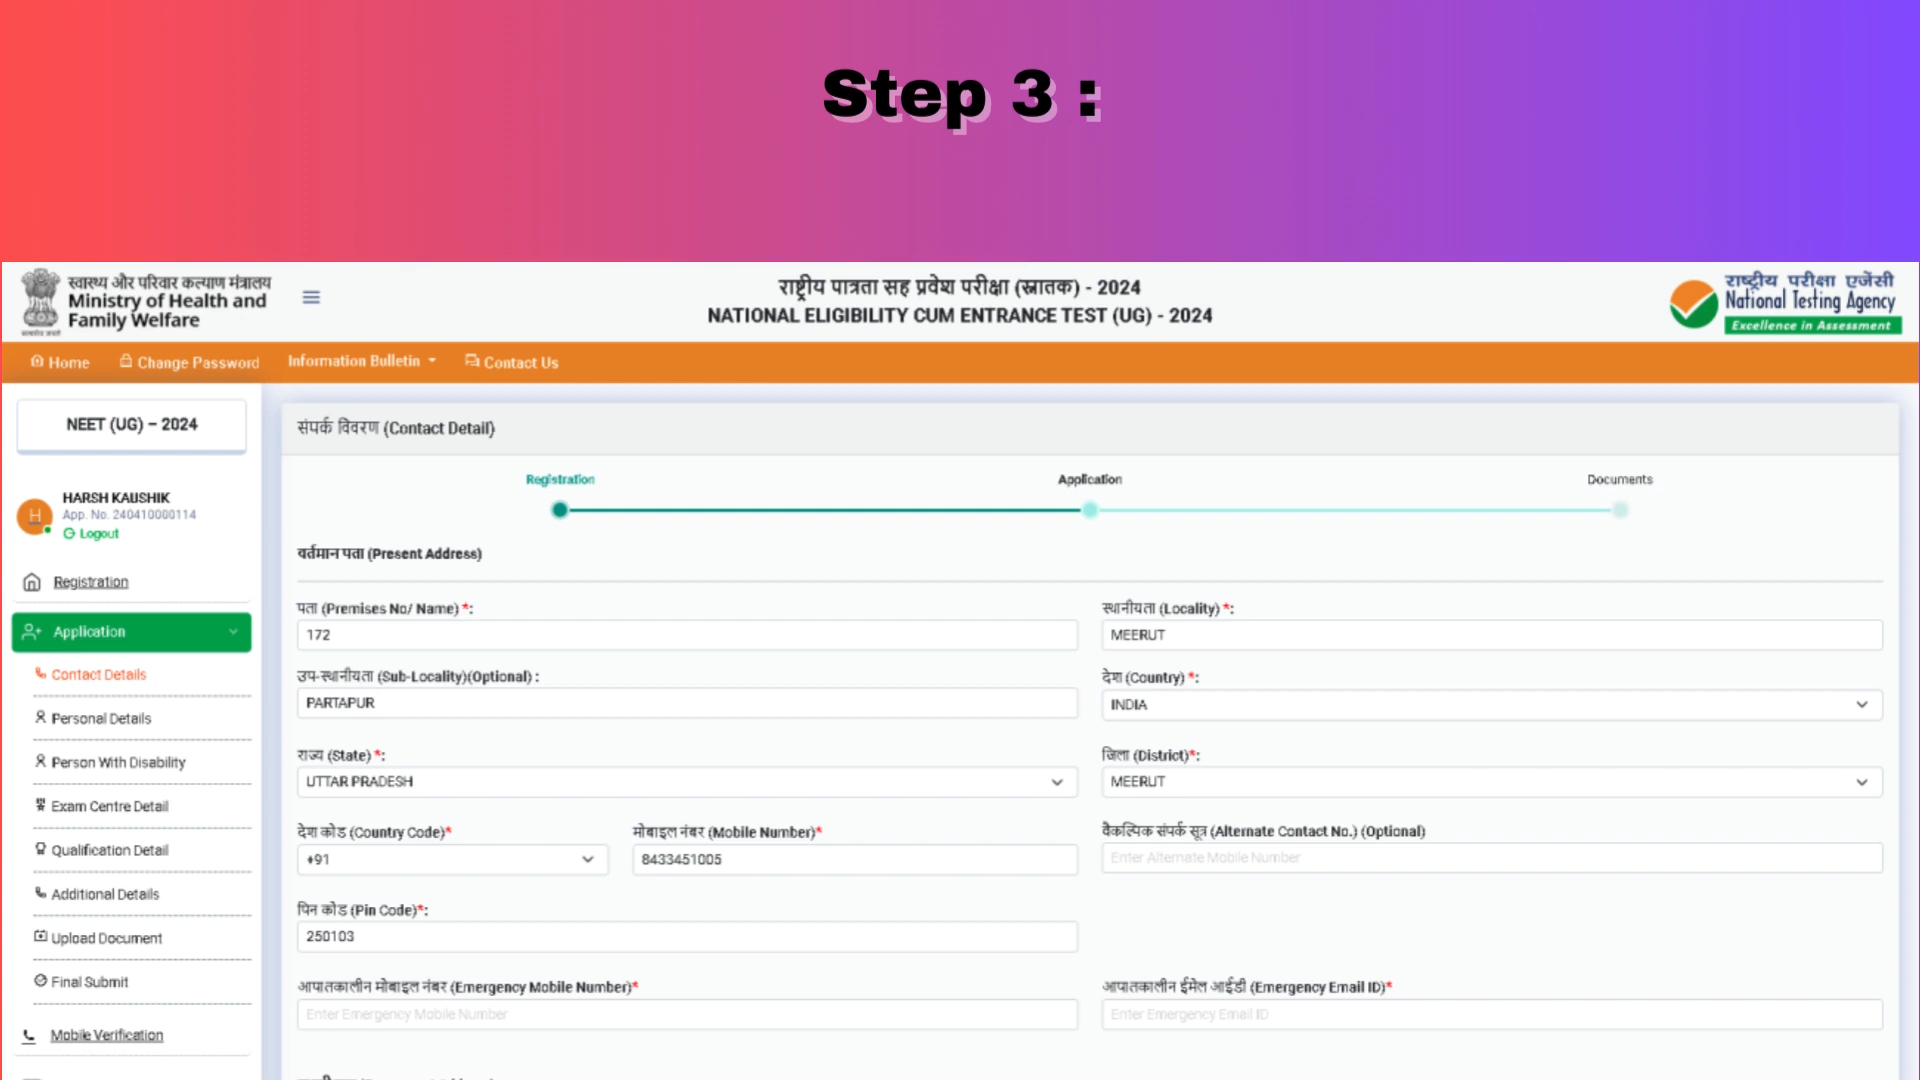 Step 3 :
स्वास्थ्य और परिवार कल्याण मंत्रालय
Ministry of Health and
Family Welfare
राष्ट्रीय पात्रता सह प्रवेश परीक्षा (स्नातक) - 2024
NATIONAL ELIGIBILITY CUM ENTRANCE TEST (UG) - 2024
राष्ट्रीय परीक्षा एजेंसी
National Testing Agency
Excellence in Assessment
Home
Change Password
Information Bulletin
Contact Us
NEET (UG) – 2024
HARSH KAUSHIK
App. No. 240410000114
Logout
Registration
Application
Contact Details
Personal Details
Person With Disability
Exam Centre Detail
Qualification Detail
Additional Details
Upload Document
Final Submit
Mobile Verification
संपर्क विवरण (Contact Detail)
Registration
Application
Documents
वर्तमान पता (Present Address)
पता (Premises No/ Name) *:
172
स्थानीयता (Locality) *:
MEERUT
उप-स्थानीयता (Sub-Locality)(Optional) :
PARTAPUR
देश (Country) *:
INDIA
राज्य (State) *:
UTTAR PRADESH
जिला (District)*:
MEERUT
देश कोड (Country Code)*
+91
मोबाइल नंबर (Mobile Number)*
8433451005
वैकल्पिक संपर्क सूत्र (Alternate Contact No.) (Optional)
Enter Alternate Mobile Number
पिन कोड (Pin Code)*:
250103
आपातकालीन मोबाइल नंबर (Emergency Mobile Number)*
Enter Emergency Mobile Number
आपातकालीन ईमेल आईडी (Emergency Email ID)*
Enter Emergency Email ID